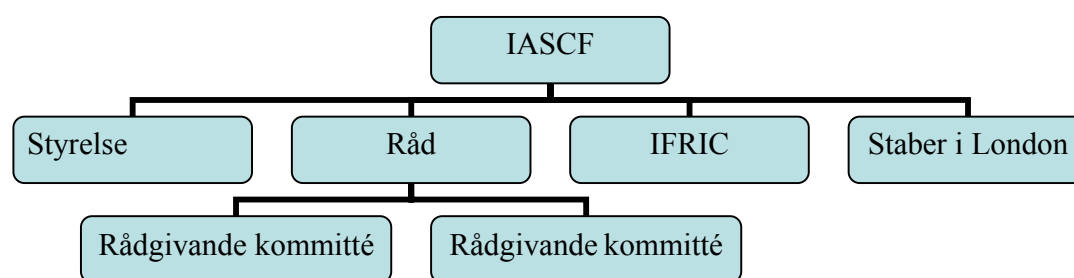 IASCF
Styrelse
Råd
IFRIC
Staber i London
Rådgivande kommitté
Rådgivande kommitté